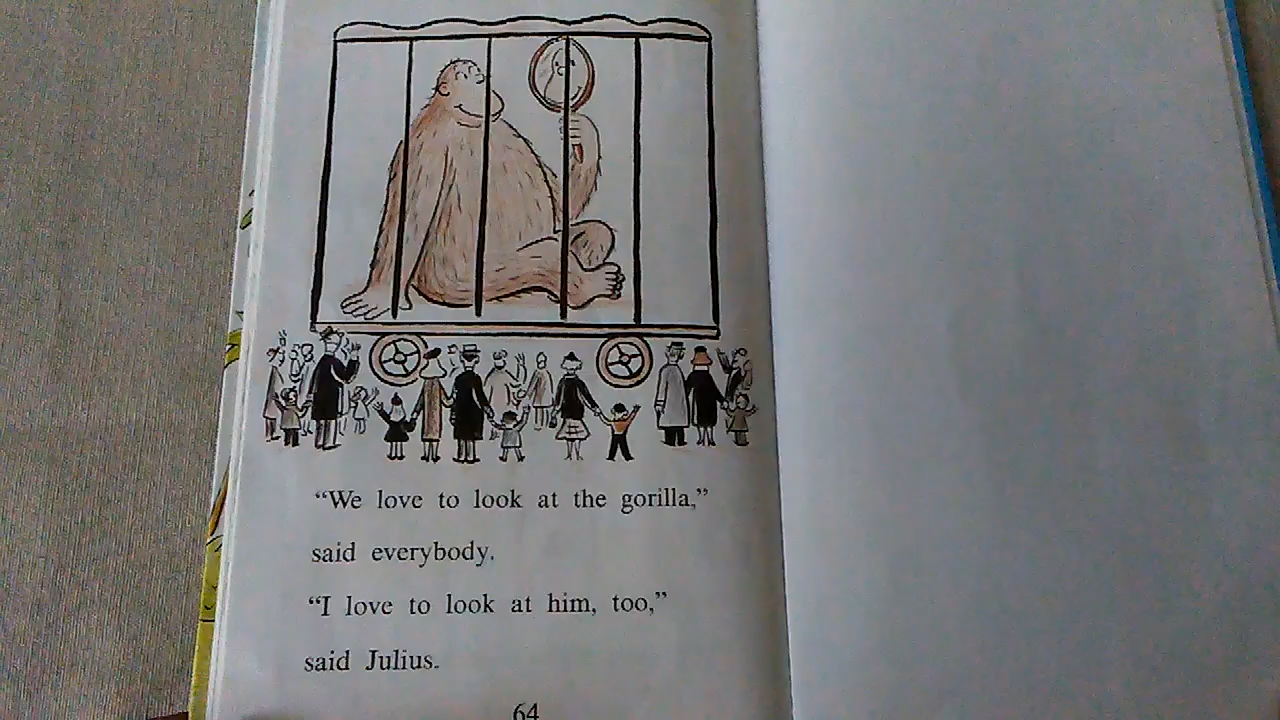 “We love to look at the gorilla,”
said everybody.
“I love to look at him, too,”
said Julius.
64